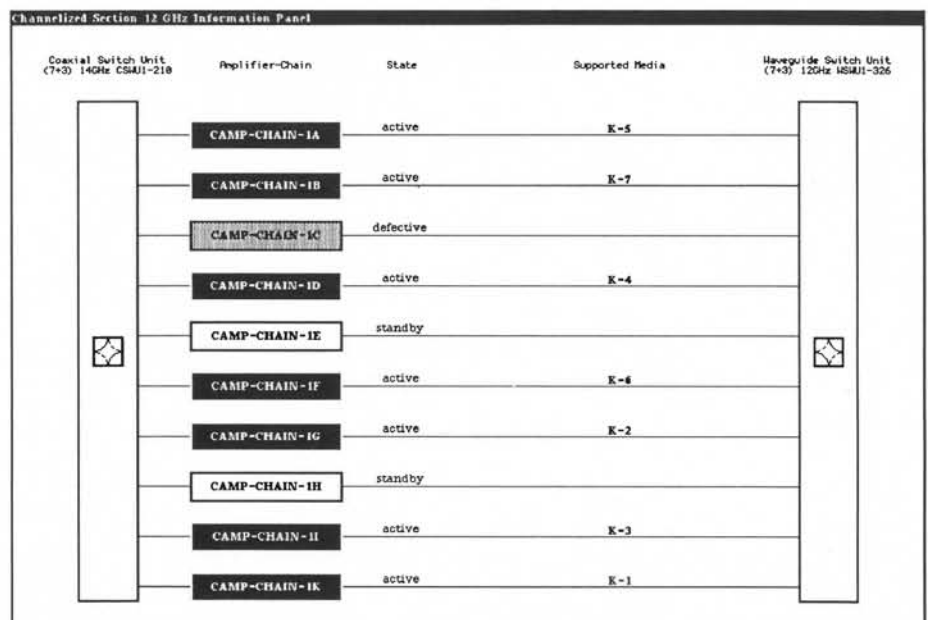 Channelized Section 12 GHz Information Panel
Coaxial Switch Unit
(7+3) 14GHz CSWU1-210
Amplifier-Chain
State
Supported Media
Waveguide Switch Unit
(7+3) 12GHz WSWU1-326
CAMP-CHAIN-1A active K-5
CAMP-CHAIN-1B active K-7
CAMP-CHAIN-1C defective
CAMP-CHAIN-1D active K-4
CAMP-CHAIN-1E standby
CAMP-CHAIN-1F active K-6
CAMP-CHAIN-1G active K-2
CAMP-CHAIN-1H standby
CAMP-CHAIN-1I active K-3
CAMP-CHAIN-1K active K-1